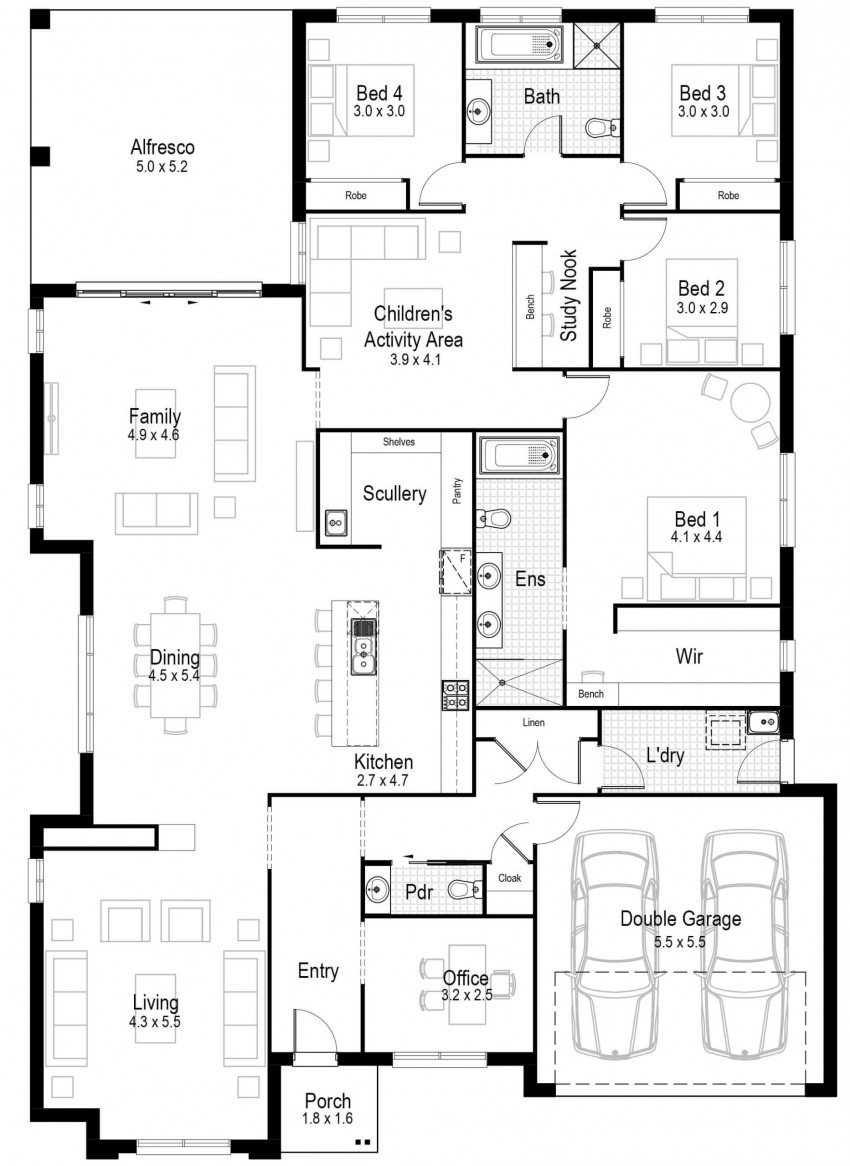 Bed 4
3.0 x 3.0
Bath
Bed 3
3.0 x 3.0
Alfresco
5.0 x 5.2
Robe
Robe
Study Nook
Bench
Bed 2
3.0 x 2.9
Robe
Children's
Activity Area
3.9 x 4.1
Family
4.9 x 4.6
Shelves
Scullery
Pantry
Bed 1
4.1 x 4.4
F
Ens
Dining
4.5 x 5.4
Wir
Bench
Linen
L'dry
Kitchen
2.7 x 4.7
Pdr
Cloak
Double Garage
5.5 x 5.5
Entry
Office
3.2 x 2.5
Living
4.3 x 5.5
Porch
1.8 x 1.6